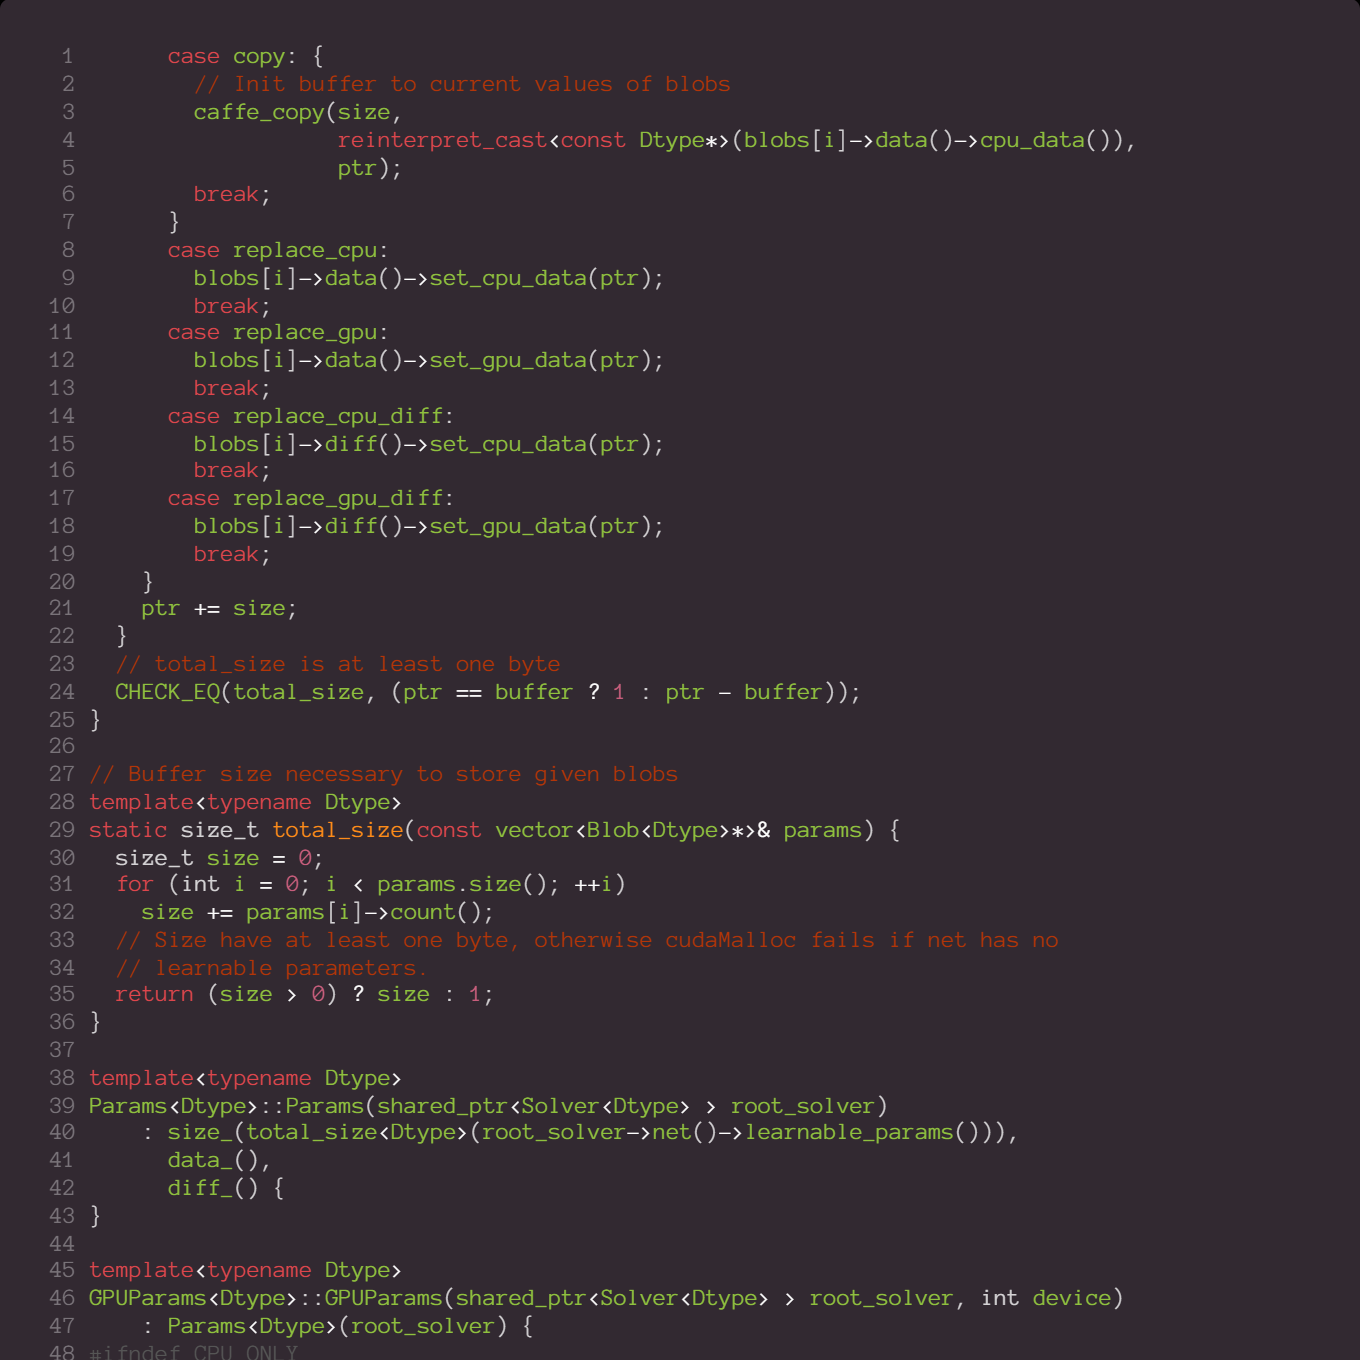 1 case copy: {
2 // Init buffer to current values of blobs
3 caffe_copy(size,
4 reinterpret_cast<const Dtype*>(blobs[i]->data()->cpu_data()),
5 ptr);
6 break;
7 }
8 case replace_cpu:
9 blobs[i]->data()->set_cpu_data(ptr);
10 break;
11 case replace_gpu:
12 blobs[i]->data()->set_gpu_data(ptr);
13 break;
14 case replace_cpu_diff:
15 blobs[i]->diff()->set_cpu_data(ptr);
16 break;
17 case replace_gpu_diff:
18 blobs[i]->diff()->set_gpu_data(ptr);
19 break;
20 }
21 ptr += size;
22 }
23 // total_size is at least one byte
24 CHECK_EQ(total_size, (ptr == buffer ? 1 : ptr - buffer));
25 }
26
27 // Buffer size necessary to store given blobs
28 template<typename Dtype>
29 static size_t total_size(const vector<Blob<Dtype>*>& params) {
30 size_t size = 0;
31 for (int i = 0; i < params.size(); ++i)
32 size += params[i]->count();
33 // Size have at least one byte, otherwise cudaMalloc fails if net has no
34 // learnable parameters.
35 return (size > 0) ? size : 1;
36 }
37
38 template<typename Dtype>
39 Params<Dtype>::Params(shared_ptr<Solver<Dtype> > root_solver)
40 : size_(total_size<Dtype>(root_solver->net()->learnable_params())),
41 data_(),
42 diff_() {
43 }
44
45 template<typename Dtype>
46 GPUParams<Dtype>::GPUParams(shared_ptr<Solver<Dtype> > root_solver, int device)
47 : Params<Dtype>(root_solver) {
48 #ifndef CPU_ONLY